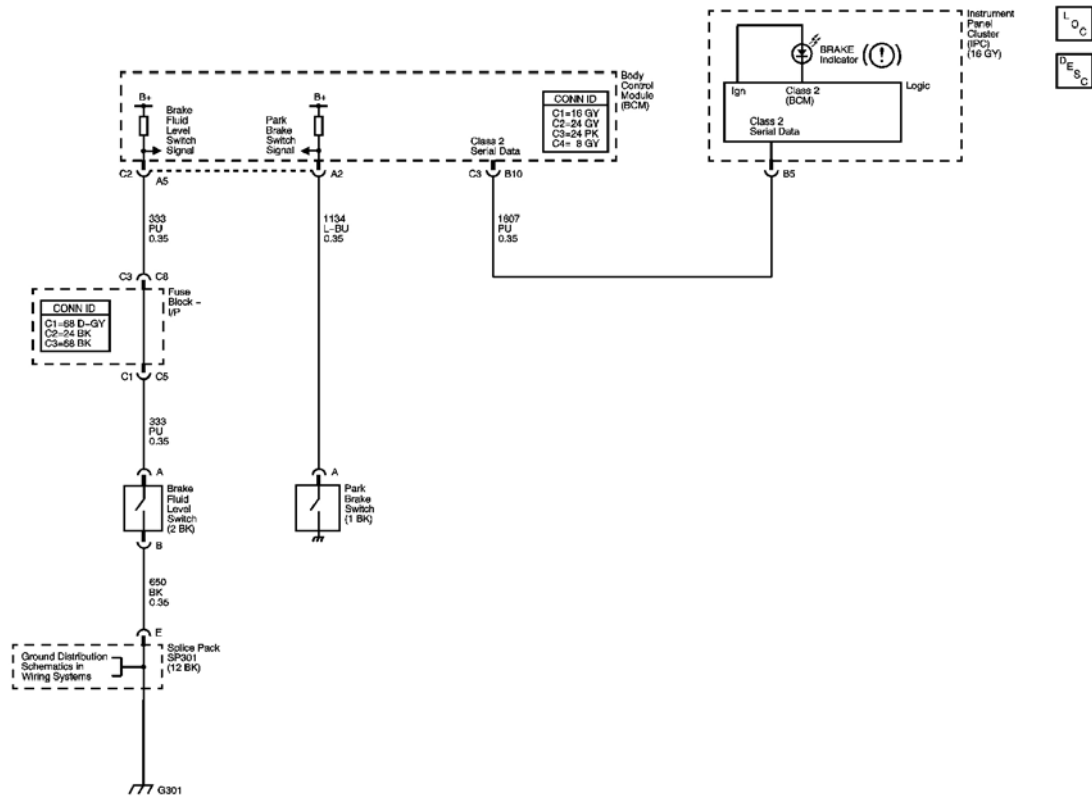 Instrument
Panel
Cluster
(IPC)
(16 GY)
L
O
C
D
E
S
C
BRAKE
Indicator
(!)
Ign
Class 2
(BCM)
Logic
Class 2
Serial Data
B5
Body
Control
Module
(BCM)
B+
Brake
Fluid
Level
Switch
Signal
B+
Park
Brake
Switch
Signal
CONN ID
C1=16 GY
C2=24 GY
C3=24 PK
C4= 8 GY
Class 2
Serial Data
C2
A5
A2
C3
B10
333
PU
0.35
1134
L-BU
0.35
1807
PU
0.35
C3
C8
Fuse
Block -
I/P
CONN ID
C1=68 D-GY
C2=24 BK
C3=68 BK
C1
C5
333
PU
0.35
A
Brake
Fluid
Level
Switch
(2 BK)
A
Park
Brake
Switch
(1 BK)
B
650
BK
0.35
E
Splice Pack
SP301
(12 BK)
Ground Distribution
Schematics in
Wiring Systems
G301